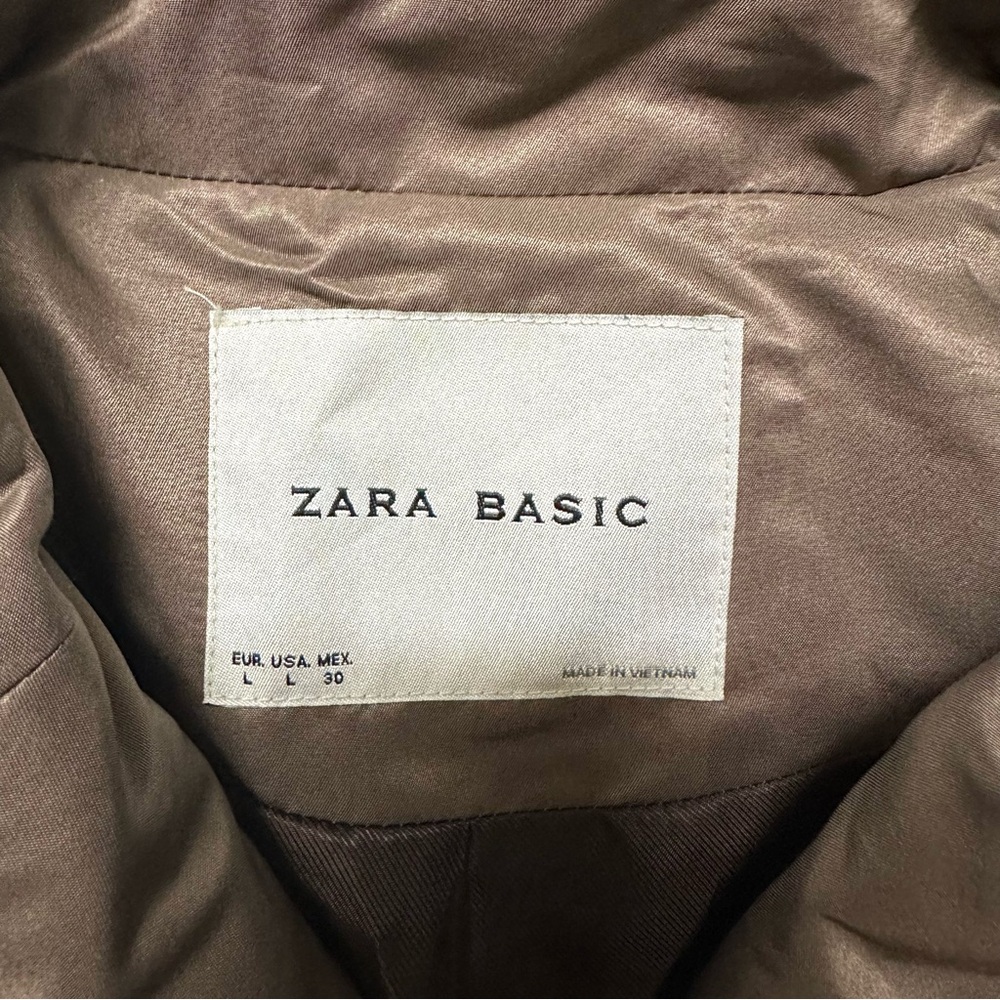 ZARA BASIC
EUR. USA. MEX.
L L 30
MADE IN VIETNAM